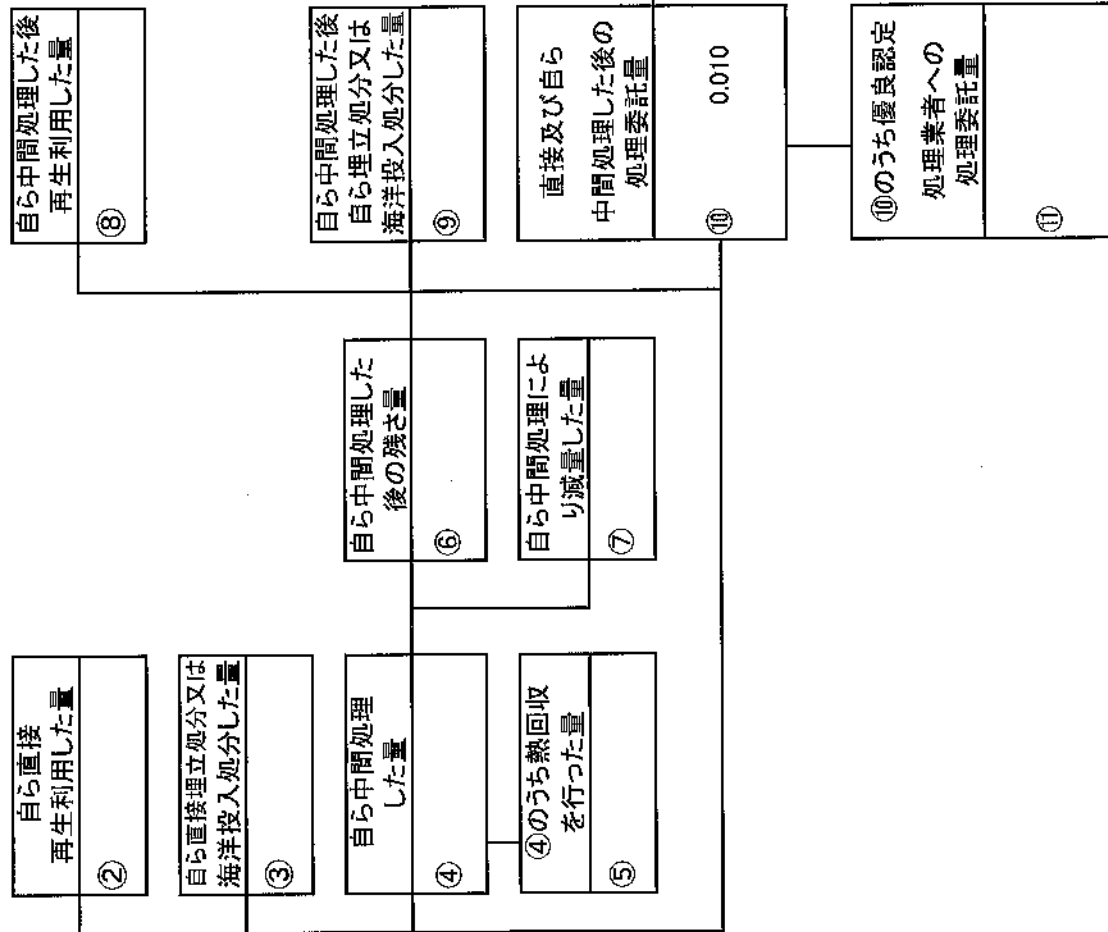 自ら直接
再生利用した量
②
自ら直接埋立処分又は
海洋投入処分した量
③
自ら中間処理
した量
④
④のうち熱回収
を行った量
⑤
自ら中間処理した
後の残さ量
⑥
自ら中間処理によ
り減量した量
⑦
自ら中間処理した後
再生利用した量
⑧
自ら中間処理した後
自ら埋立処分又は
海洋投入処分した量
⑨
直接及び自ら
中間処理した後の
処理委託量
⑩
0.010
⑩のうち優良認定
処理業者への
処理委託量
⑪